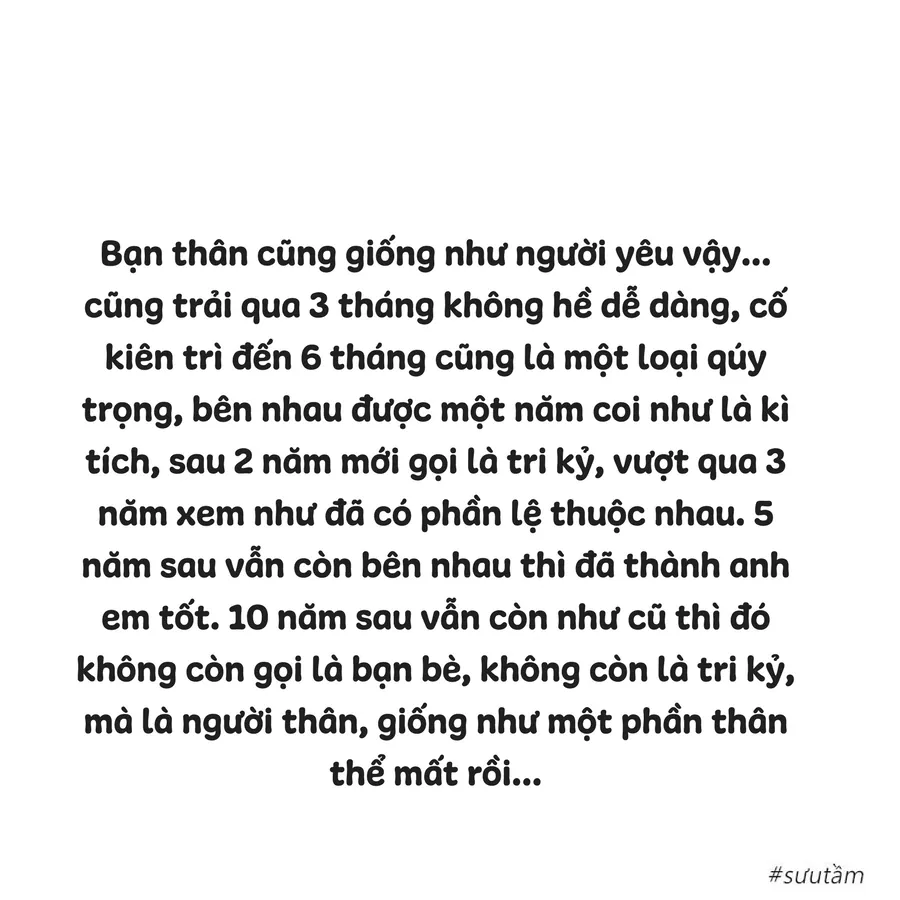 Bạn thân cũng giống như người yêu vậy...
cũng trải qua 3 tháng không hề dễ dàng, cố
kiên trì đến 6 tháng cũng là một loại qúy
trọng, bên nhau được một năm coi như là kì
tích, sau 2 năm mới gọi là tri kỷ, vượt qua 3
năm xem như đã có phần lệ thuộc nhau. 5
năm sau vẫn còn bên nhau thì đã thành anh
em tốt. 10 năm sau vẫn còn như cũ thì đó
không còn gọi là bạn bè, không còn là tri kỷ,
mà là người thân, giống như một phần thân
thể mất rồi...
#sưutầm